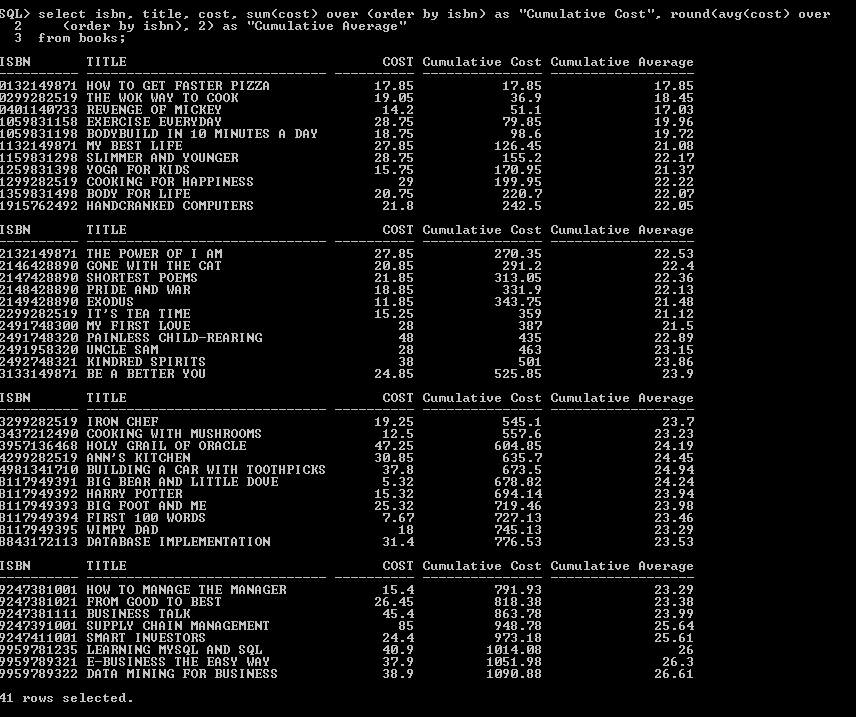 SQL> select isbn, title, cost, sum(cost) over (order by isbn) as "Cumulative Cost", round(avg(cost) over
2 (order by isbn), 2) as "Cumulative Average"
3 from books;
ISBN TITLE COST Cumulative Cost Cumulative Average
0132149871 HOW TO GET FASTER PIZZA 17.85 17.85 17.85
0299282519 THE WOK WAY TO COOK 19.05 36.9 18.45
0401140733 REVENGE OF MICKEY 14.2 51.1 17.03
1059831158 EXERCISE EVERYDAY 28.75 79.85 19.96
1059831198 BODYBUILD IN 10 MINUTES A DAY 18.75 98.6 19.72
1132149871 MY BEST LIFE 27.85 126.45 21.08
1159831298 SLIMMER AND YOUNGER 28.75 155.2 22.17
1259831398 YOGA FOR KIDS 15.75 170.95 21.37
1299282519 COOKING FOR HAPPINESS 29 199.95 22.22
1359831498 BODY FOR LIFE 20.75 220.7 22.07
1915762492 HANDCRANKED COMPUTERS 21.8 242.5 22.05
ISBN TITLE COST Cumulative Cost Cumulative Average
2132149871 THE POWER OF I AM 27.85 270.35 22.53
2146428890 GONE WITH THE CAT 20.85 291.2 22.4
2147428890 SHORTEST POEMS 21.85 313.05 22.36
2148428890 PRIDE AND WAR 18.85 331.9 22.13
2149428890 EXODUS 11.85 343.75 21.48
2299282519 IT'S TEA TIME 15.25 359 21.12
2491748300 MY FIRST LOVE 28 387 21.5
2491748320 PAINLESS CHILD-REARING 48 435 22.89
2491958320 UNCLE SAM 28 463 23.15
2492748321 KINDRED SPIRITS 38 501 23.86
3133149871 BE A BETTER YOU 24.85 525.85 23.9
ISBN TITLE COST Cumulative Cost Cumulative Average
3299282519 IRON CHEF 19.25 545.1 23.7
3437212490 COOKING WITH MUSHROOMS 12.5 557.6 23.23
3957136468 HOLY GRAIL OF ORACLE 47.25 604.85 24.19
4299282519 ANN'S KITCHEN 30.85 635.7 24.45
4981341710 BUILDING A CAR WITH TOOTHPICKS 37.8 673.5 24.94
8117949391 BIG BEAR AND LITTLE DOVE 5.32 678.82 24.24
8117949392 HARRY POTTER 15.32 694.14 23.94
8117949393 BIG FOOT AND ME 25.32 719.46 23.98
8117949394 FIRST 100 WORDS 7.67 727.13 23.46
8117949395 WIMPY DAD 18 745.13 23.29
8843172113 DATABASE IMPLEMENTATION 31.4 776.53 23.53
ISBN TITLE COST Cumulative Cost Cumulative Average
9247381001 HOW TO MANAGE THE MANAGER 15.4 791.93 23.29
9247381021 FROM GOOD TO BEST 26.45 818.38 23.38
9247381111 BUSINESS TALK 45.4 863.78 23.99
9247391001 SUPPLY CHAIN MANAGEMENT 85 948.78 25.64
9247411001 SMART INVESTORS 24.4 973.18 25.61
9959781235 LEARNING MYSQL AND SQL 40.9 1014.08 26
9959789321 E-BUSINESS THE EASY WAY 37.9 1051.98 26.3
9959789322 DATA MINING FOR BUSINESS 38.9 1090.88 26.61
41 rows selected.